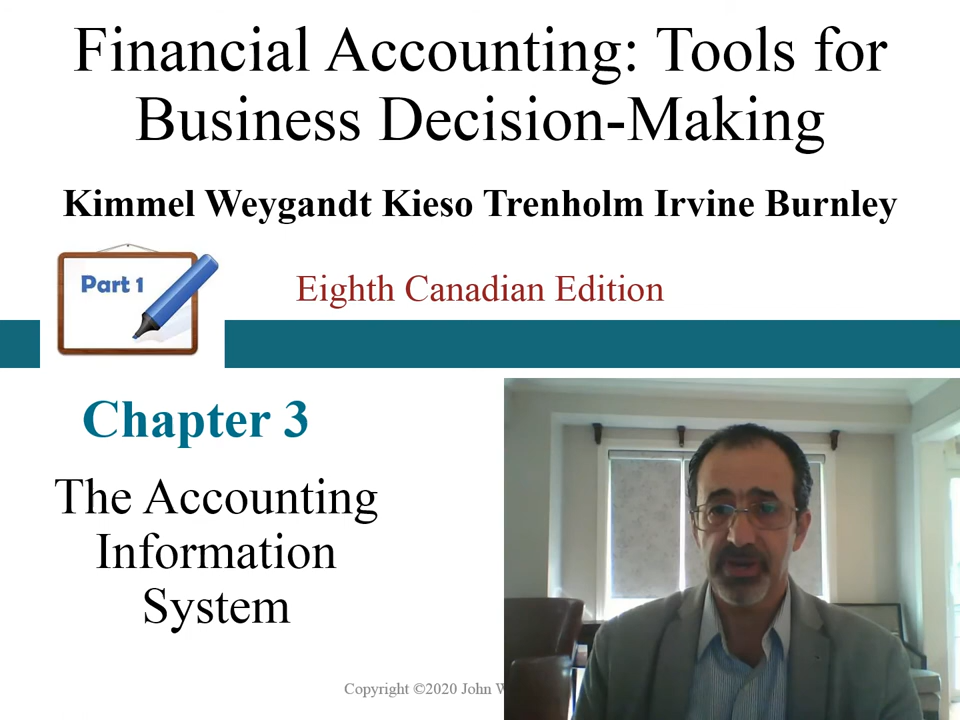 Financial Accounting: Tools for
Business Decision-Making
Kimmel Weygandt Kieso Trenholm Irvine Burnley
Part 1
Eighth Canadian Edition
Chapter 3
The Accounting
Information
System
Copyright ©2020 John